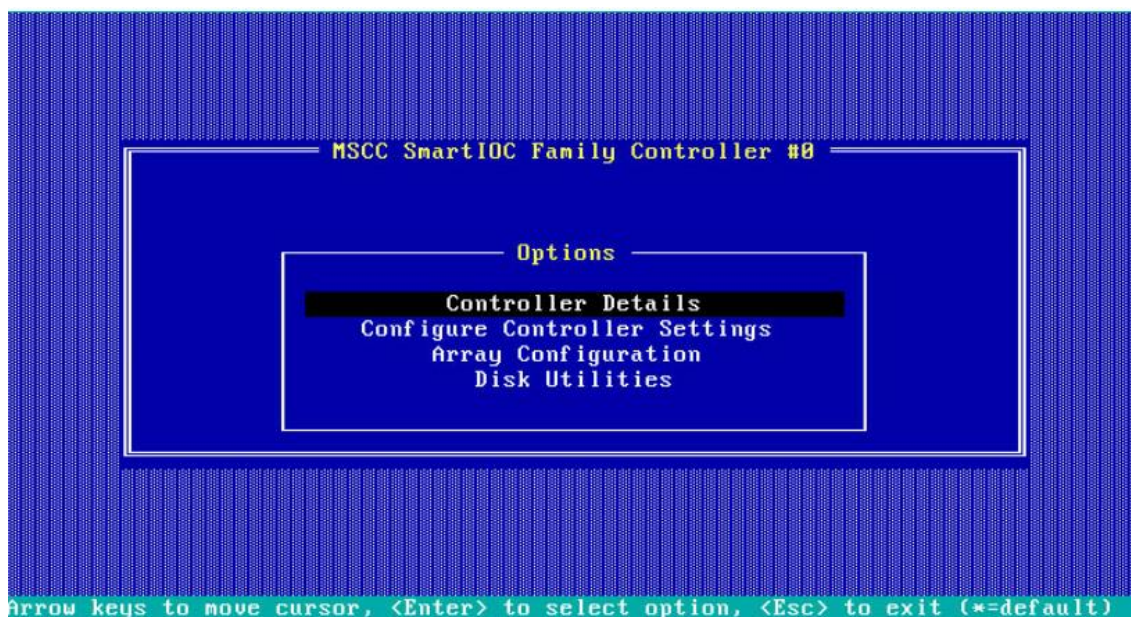 MSCC SmartIOC Family Controller #0
Options
Controller Details
Configure Controller Settings
Array Configuration
Disk Utilities
Arrow keys to move cursor, <Enter> to select option, <Esc> to exit (*=default)